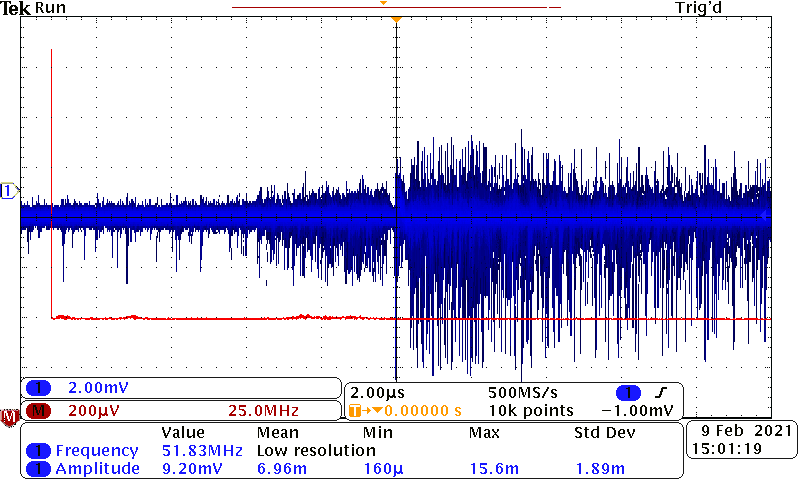 Tek Run Trig'd
1
1 2.00mV
M 200μV 25.0MHz
2.00μs 500MS/s 1
T→▼0.00000 s 10k points −1.00mV
M
Value Mean Min Max Std Dev
1 Frequency 51.83MHz Low resolution
1 Amplitude 9.20mV 6.96m 160μ 15.6m 1.89m
9 Feb 2021
15:01:19